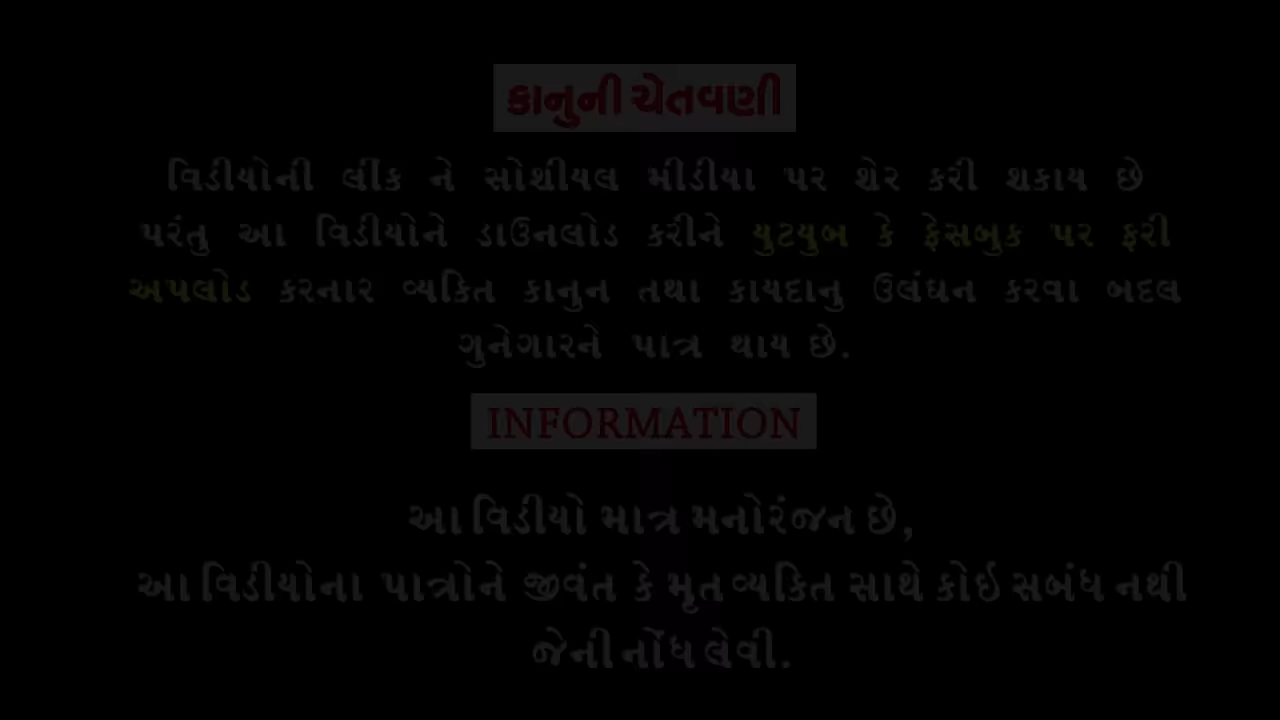 કાનુની ચેતવણી
વિડીયોની લીંક ને સોશીયલ મીડીયા પર શેર કરી શકાય છે
પરંતુ આ વિડીયોને ડાઉનલોડ કરીને યુટયુબ કે ફેસબુક પર ફરી
અપલોડ કરનાર વ્યકિત કાનુન તથા કાયદાનુ ઉલંઘન કરવા બદલ
ગુનેગારને પાત્ર થાય છે.
INFORMATION
આ વિડીયો માત્ર મનોરંજન છે,
આ વિડીયોના પાત્રોને જીવંત કે મૃત વ્યકિત સાથે કોઇ સબંધ નથી
જેની નોંધ લેવી.